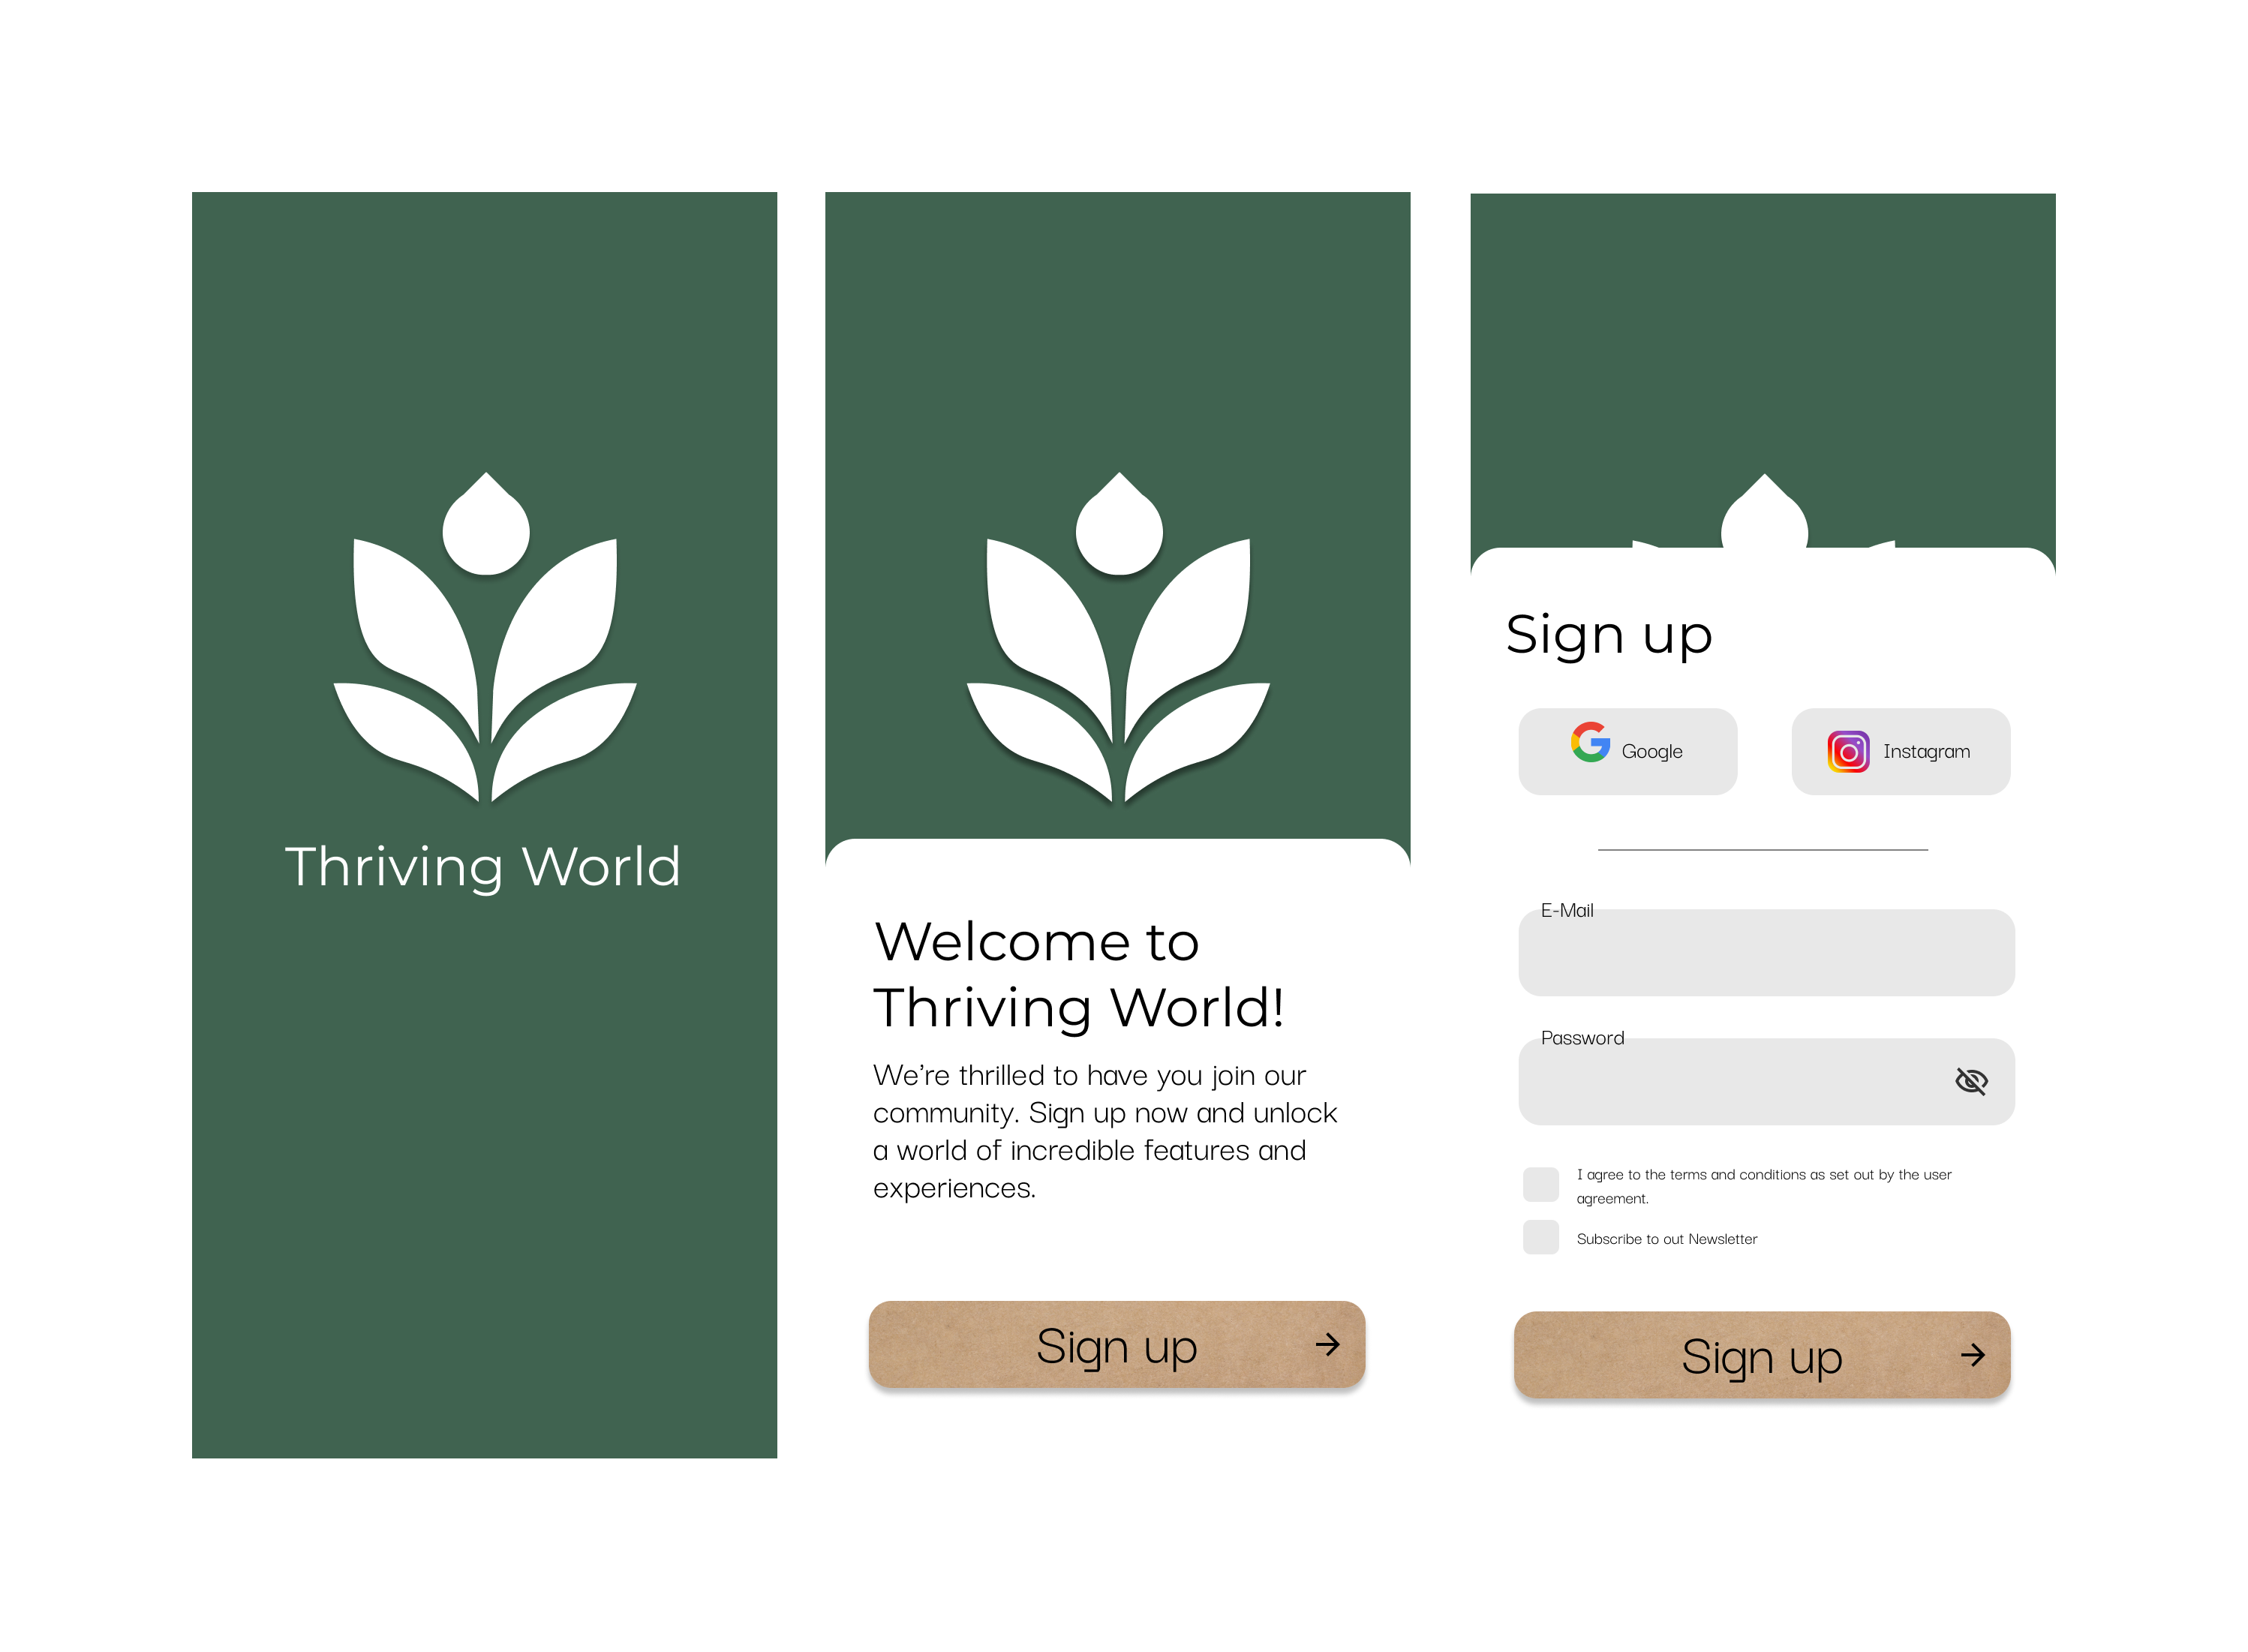 Thriving World
Welcome to
Thriving World!
We're thrilled to have you join our
community. Sign up now and unlock
a world of incredible features and
experiences.
Sign up
Sign up
Google
Instagram
E-Mail
Password
I agree to the terms and conditions as set out by the user
agreement.
Subscribe to out Newsletter
Sign up